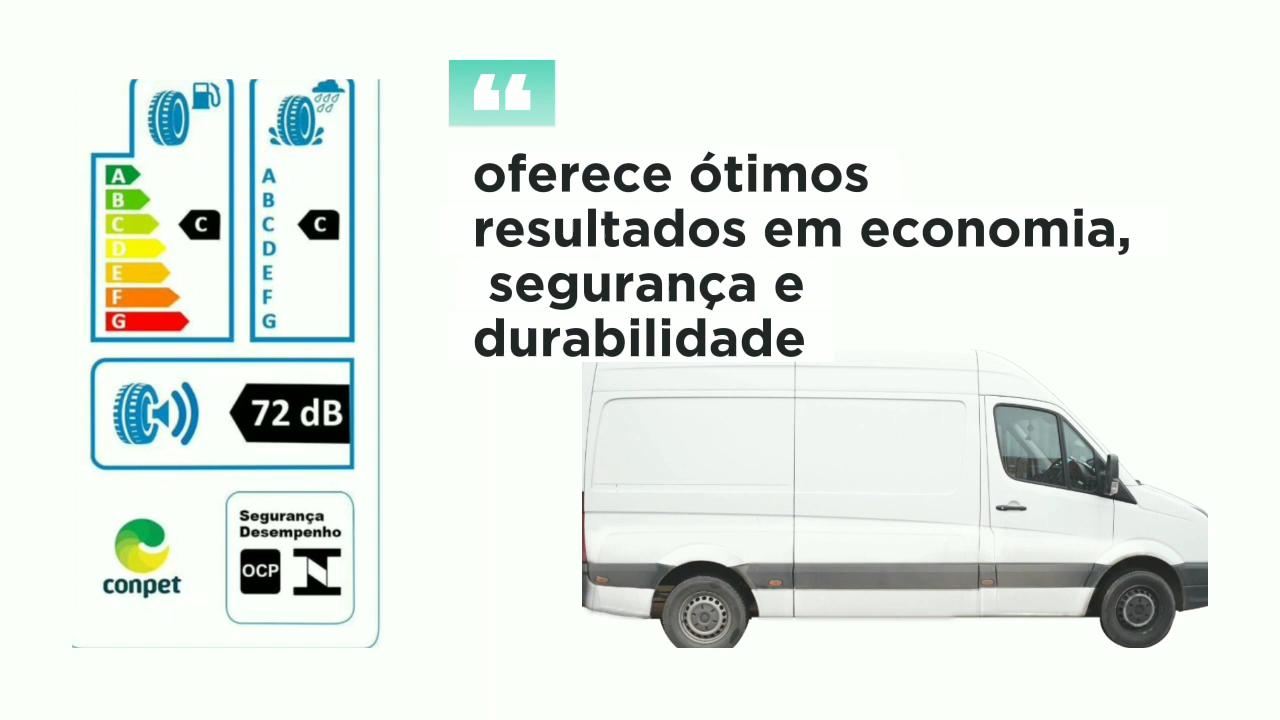 “
oferece ótimos
resultados em economia,
segurança e
durabilidade
A
B
C
D
E
F
G
C
A
B
C
D
E
F
G
C
72 dB
conpet
Segurança
Desempenho
OCP